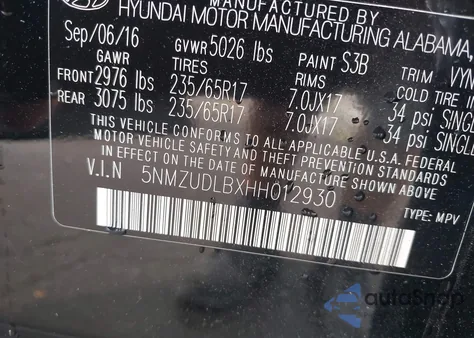 MANUFACTURED BY
HYUNDAI MOTOR MANUFACTURING ALABAMA,
Sep/06/16 GVWR 5026 lbs PAINT S3B TRIM
GAWR TIRES RIMS COLD TIRE
FRONT 2976 lbs 235/65R17 7.0JX17 34 psi SINGL
REAR 3075 lbs 235/65R17 7.0JX17 34 psi SINGLE
THIS VEHICLE CONFORMS TO ALL APPLICABLE U.S.A. FEDERAL
MOTOR VEHICLE SAFETY AND THEFT PREVENTION STANDARDS
IN EFFECT ON THE DATE OF MANUFACTURE SHOWN ABOVE.
V.I.N 5NMZUDLBXHH012930
TYPE: MPV
autoSnap